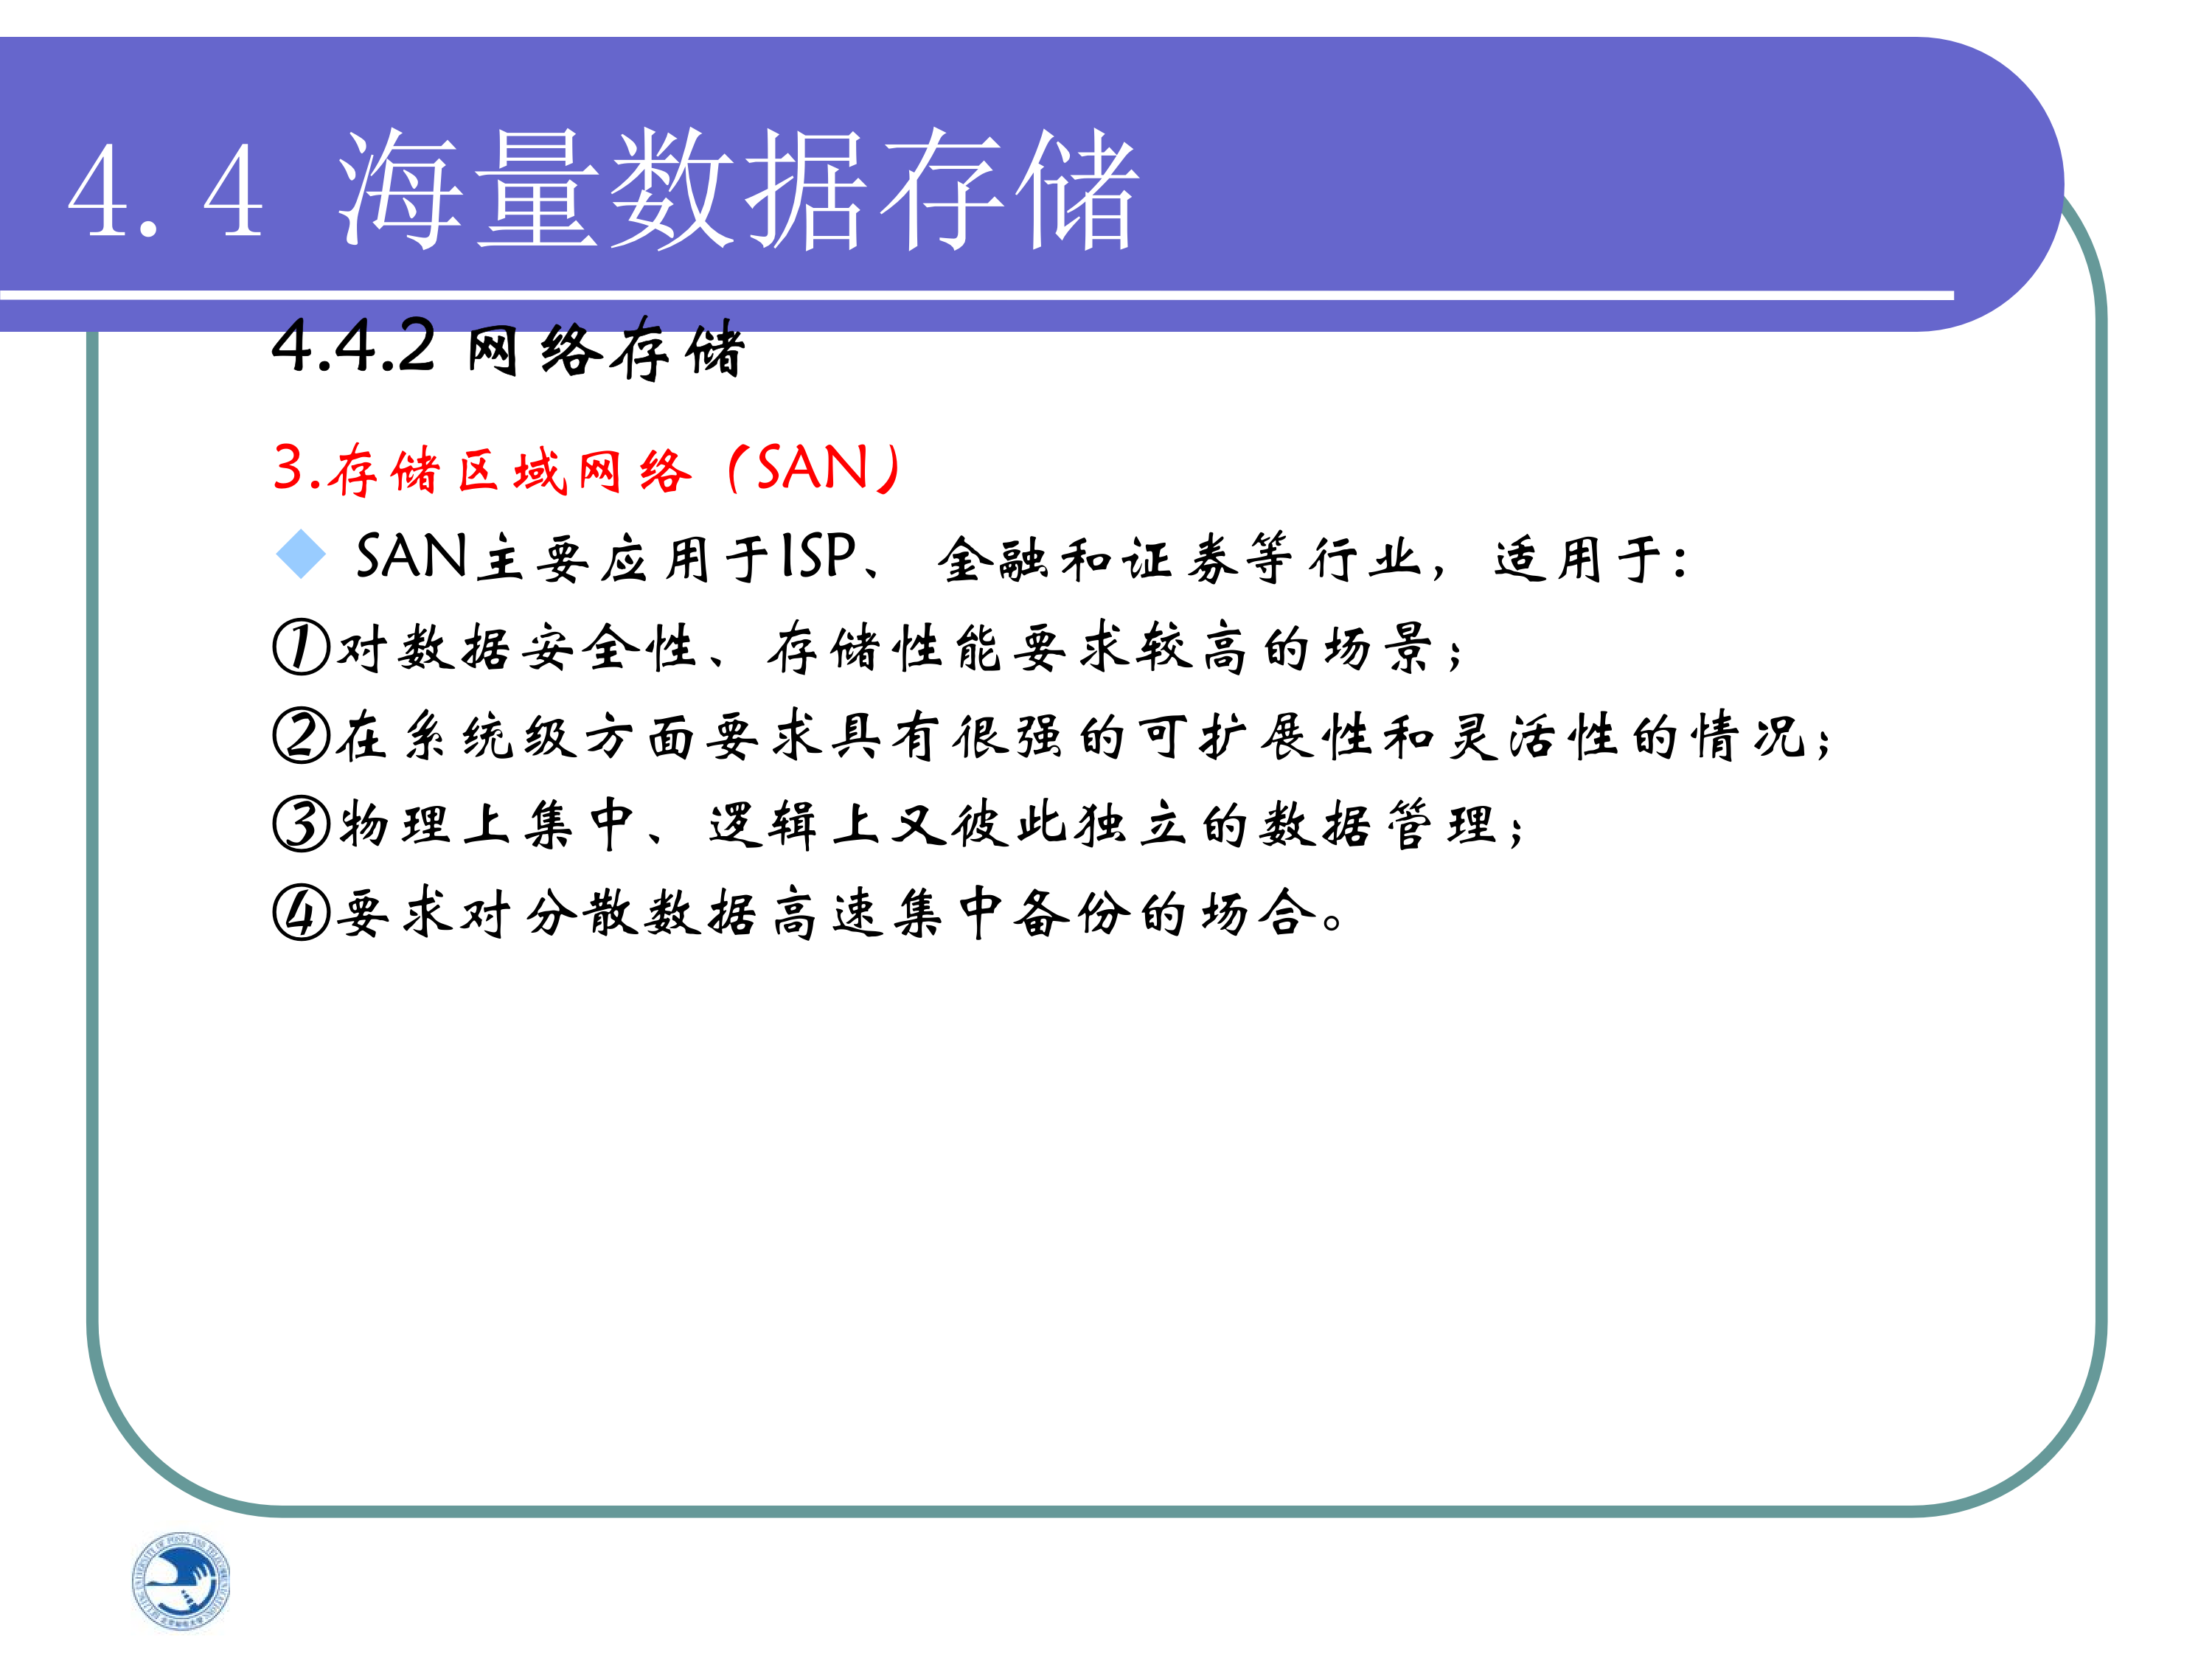 4.4 海量数据存储
4.4.2 网络存储
3.存储区域网络（SAN）
SAN主要应用于ISP、 金融和证券等行业，适用于：
①对数据安全性、存储性能要求较高的场景；
②在系统级方面要求具有很强的可扩展性和灵活性的情况；
③物理上集中、逻辑上又彼此独立的数据管理；
④要求对分散数据高速集中备份的场合。